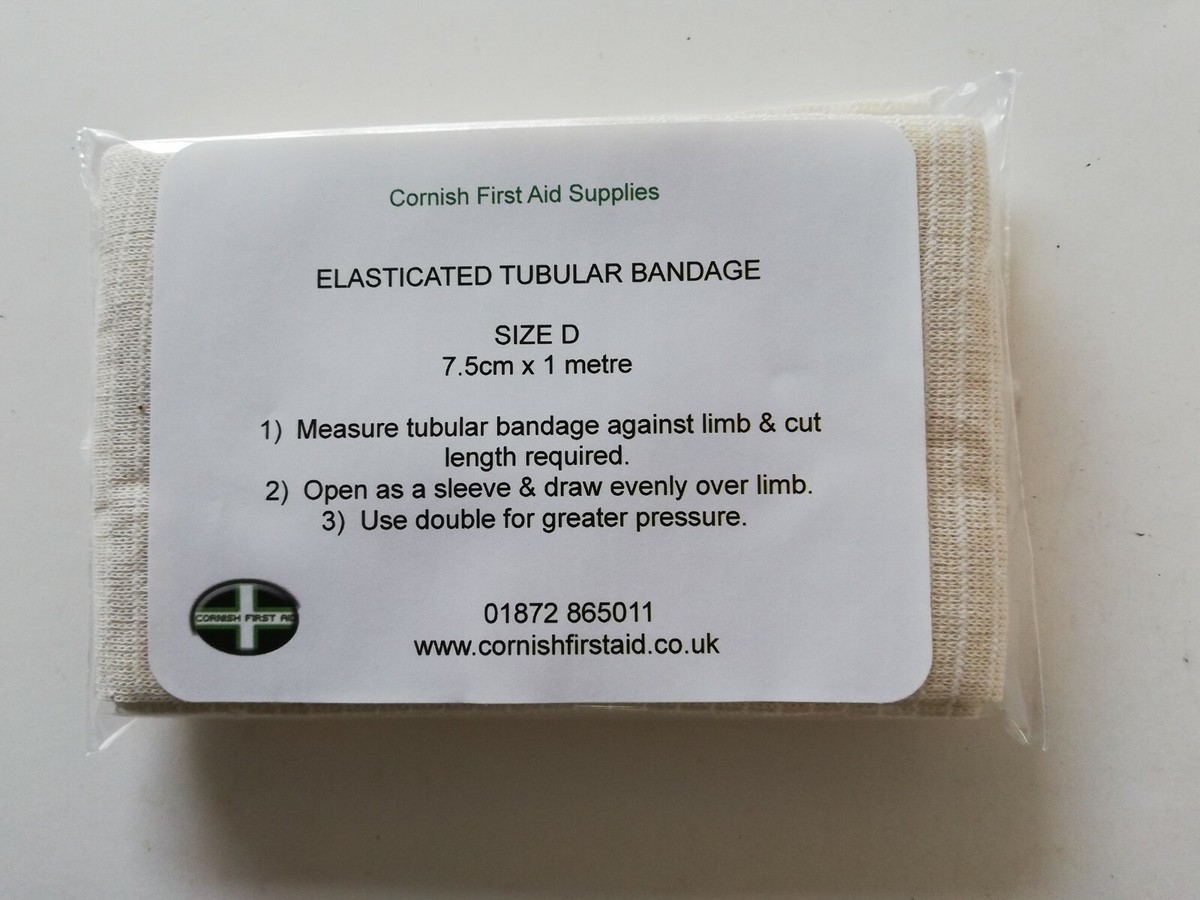 Cornish First Aid Supplies
ELASTICATED TUBULAR BANDAGE
SIZE D
7.5cm x 1 metre
1) Measure tubular bandage against limb & cut
length required.
2) Open as a sleeve & draw evenly over limb.
3) Use double for greater pressure.
CORNISH FIRST AID
01872 865011
www.cornishfirstaid.co.uk